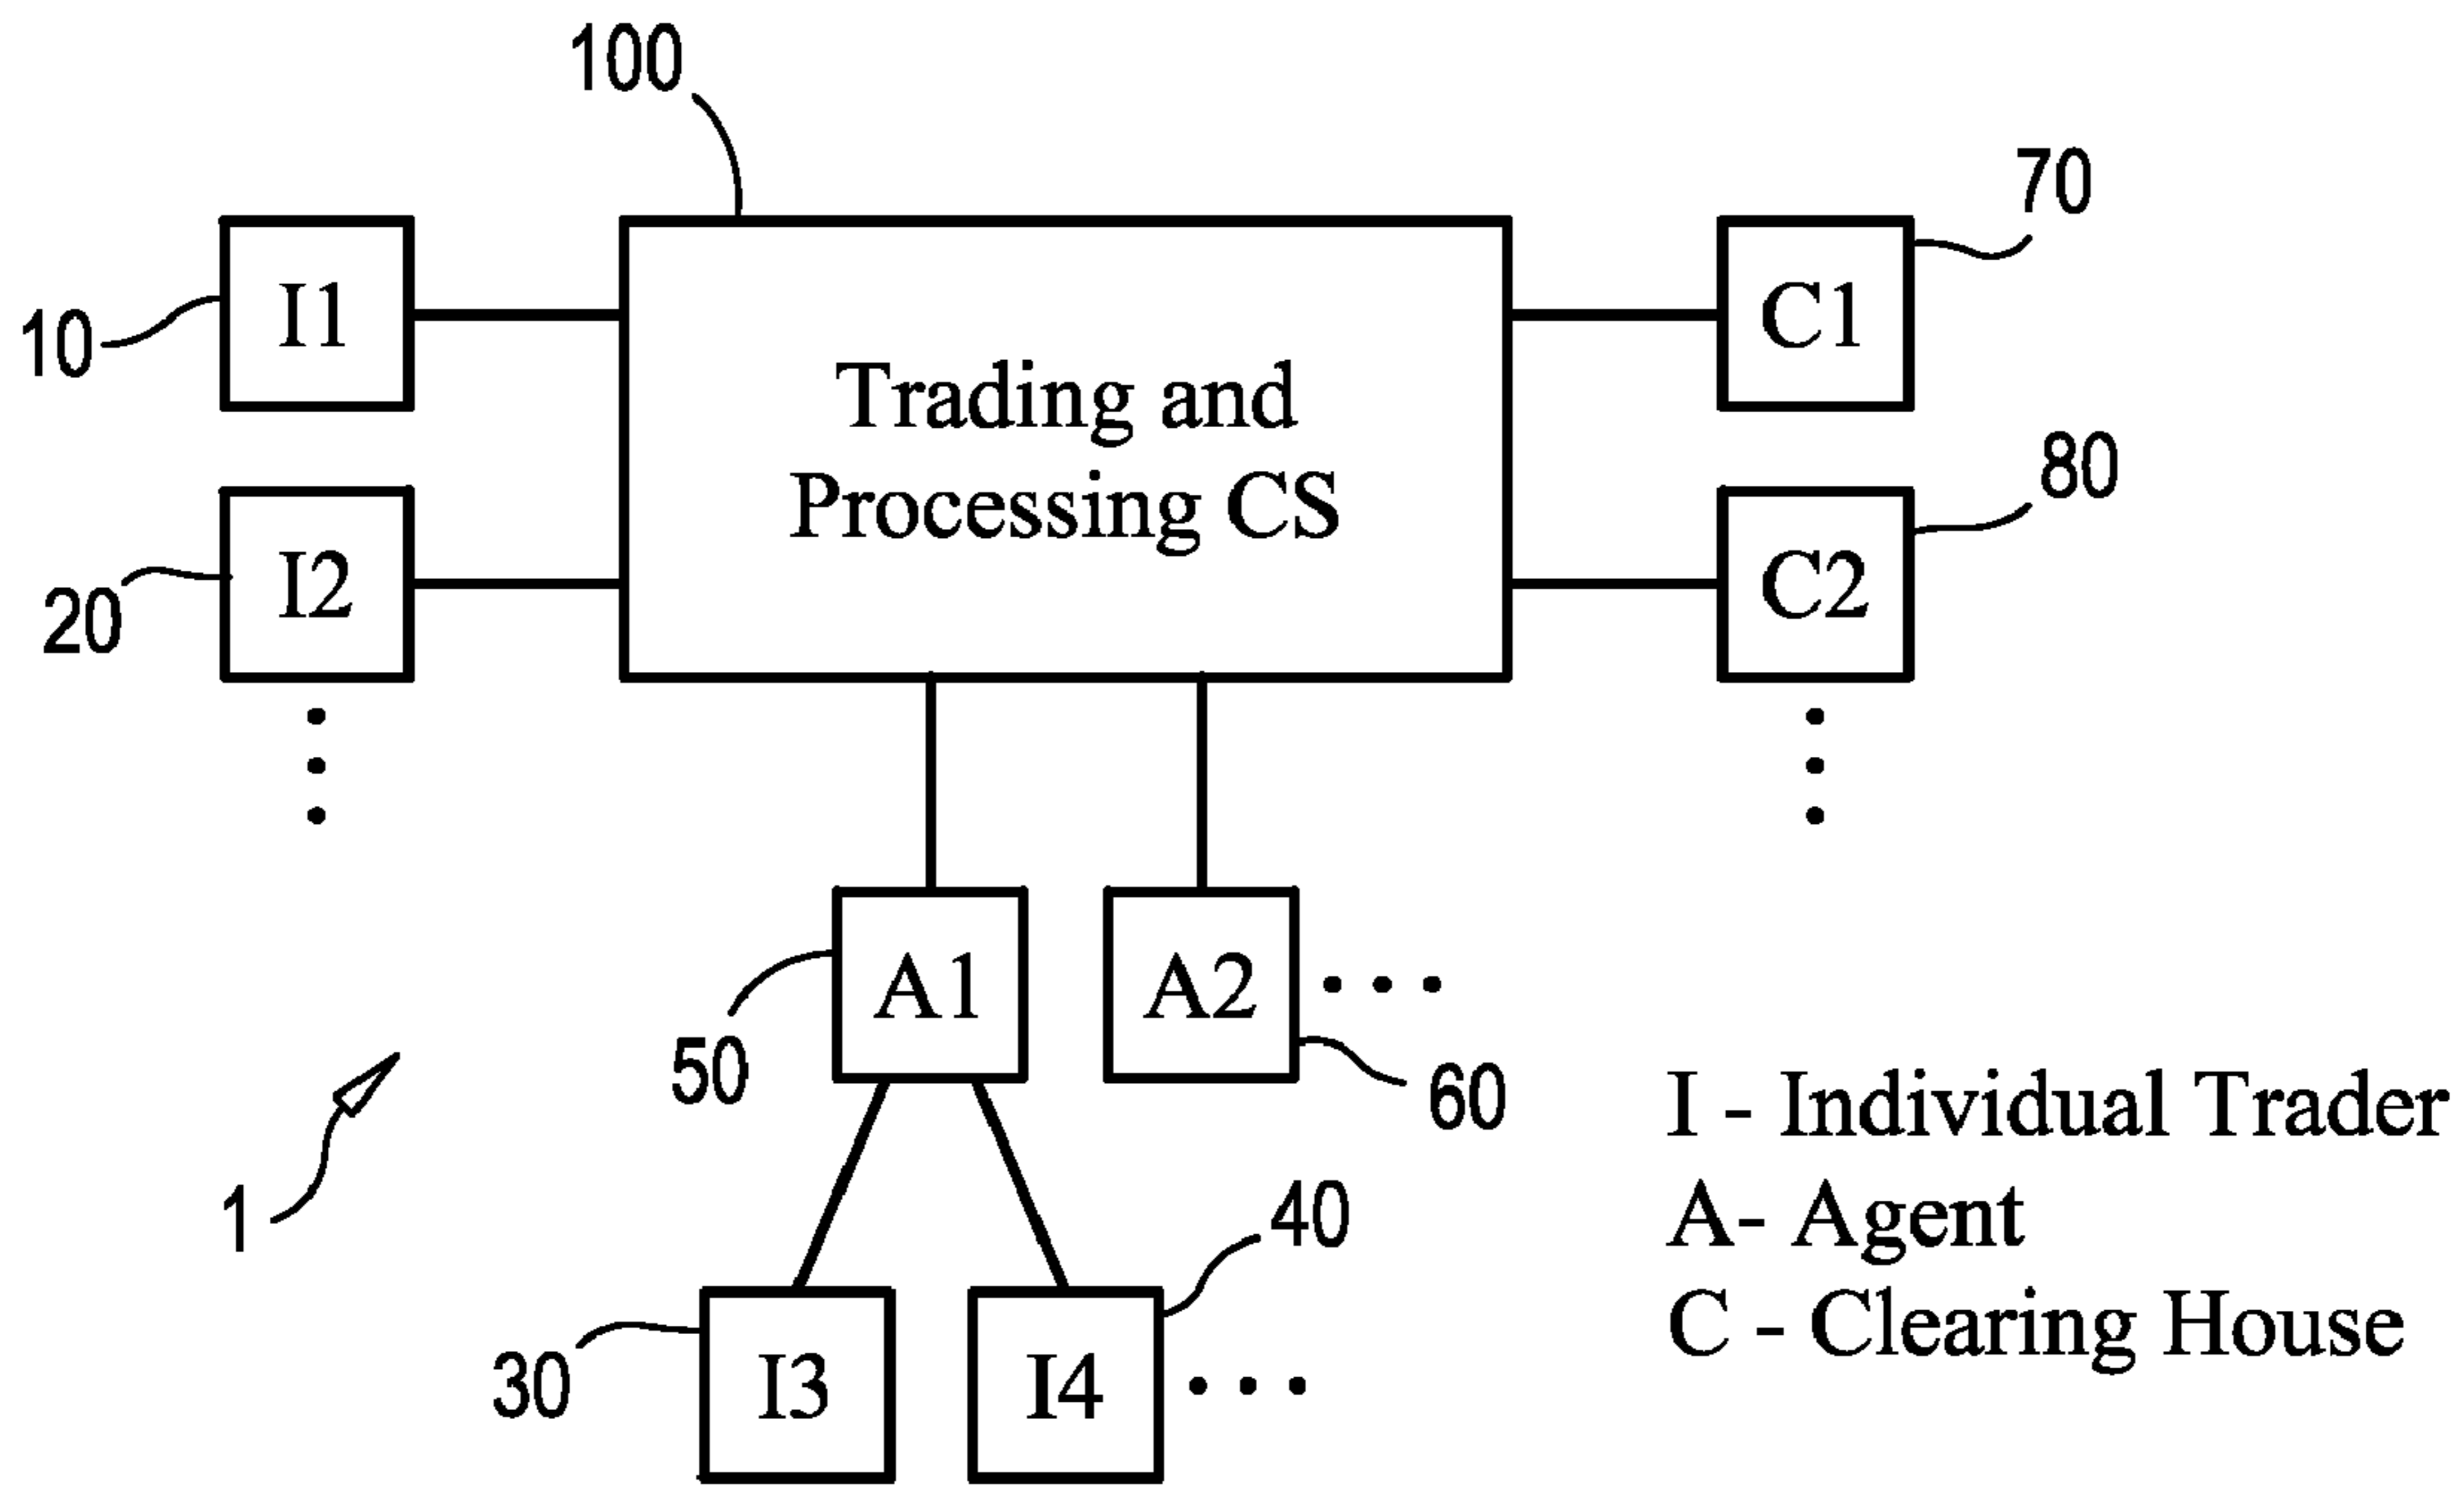 100
70
I1
C1
10
Trading and
Processing CS
80
I2
C2
20
A1
A2
50
60
I - Individual Trader
A- Agent
C - Clearing House
1
40
30
I3
I4